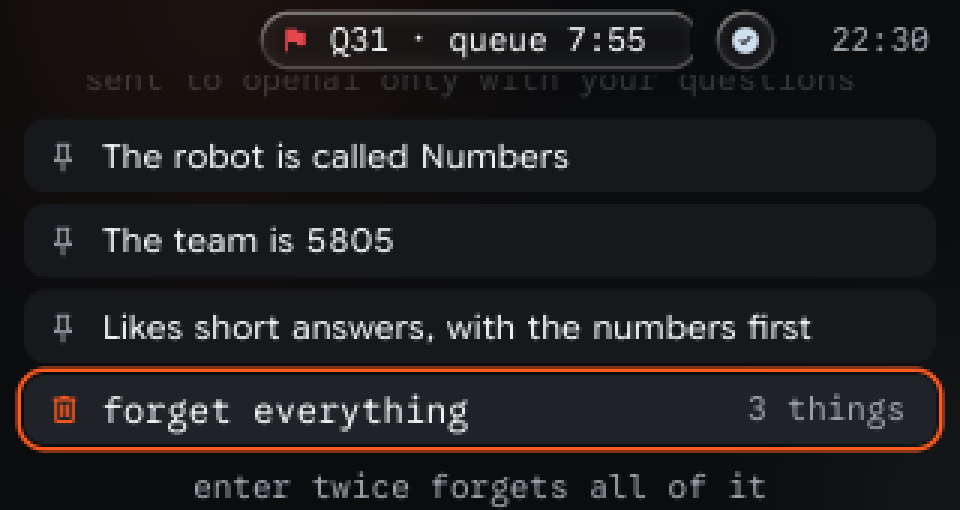 Q31 · queue 7:55
22:30
sent to openai only with your questions
The robot is called Numbers
The team is 5805
Likes short answers, with the numbers first
forget everything 3 things
enter twice forgets all of it